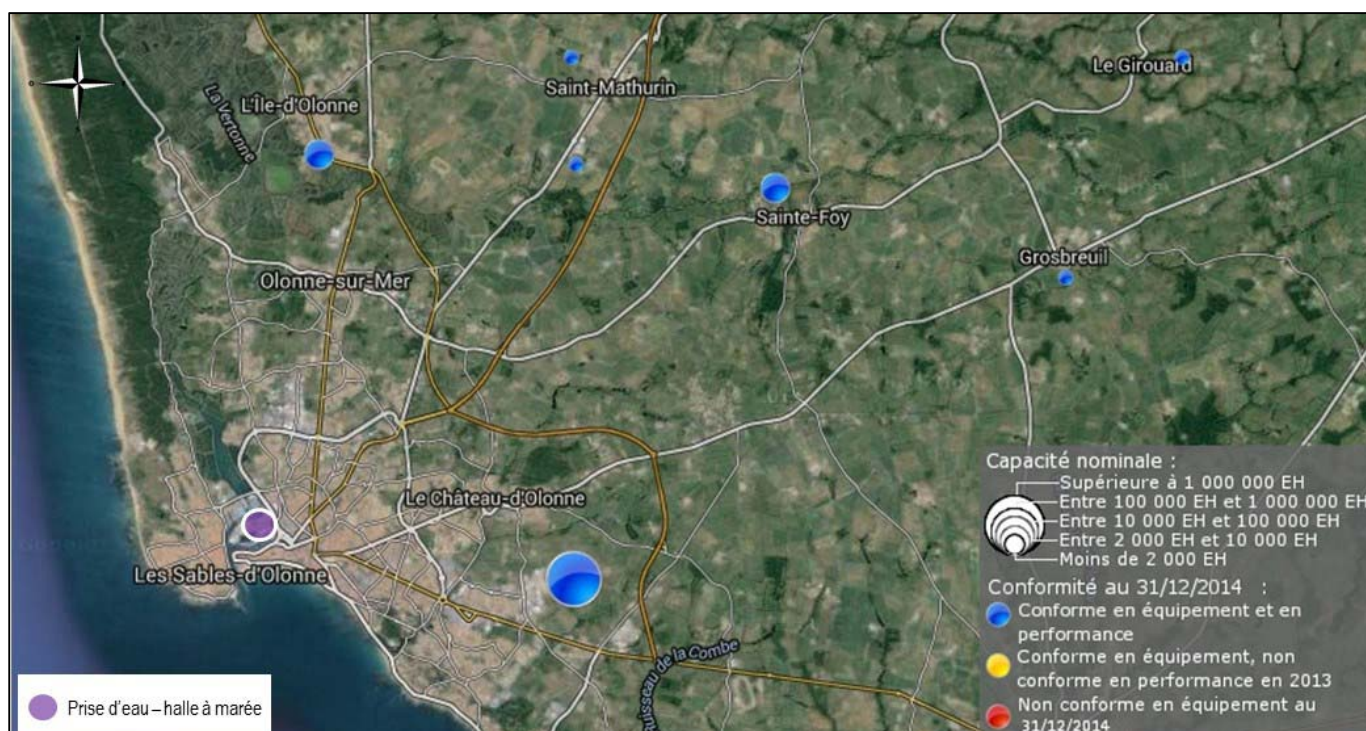 Le Girouard
Saint-Mathurin
L'Île-d'Olonne
La Vertonne
Sainte-Foy
Grosbreuil
Olonne-sur-Mer
Le Château-d'Olonne
Les Sables-d'Olonne
Ruisseau de la Combe
Prise d'eau – halle à marée
Capacité nominale :
Supérieure à 1 000 000 EH
Entre 100 000 EH et 1 000 000 EH
Entre 10 000 EH et 100 000 EH
Entre 2 000 EH et 10 000 EH
Moins de 2 000 EH
Conformité au 31/12/2014 :
Conforme en équipement et en
performance
Conforme en équipement, non
conforme en performance en 2013
Non conforme en équipement au
31/12/2014